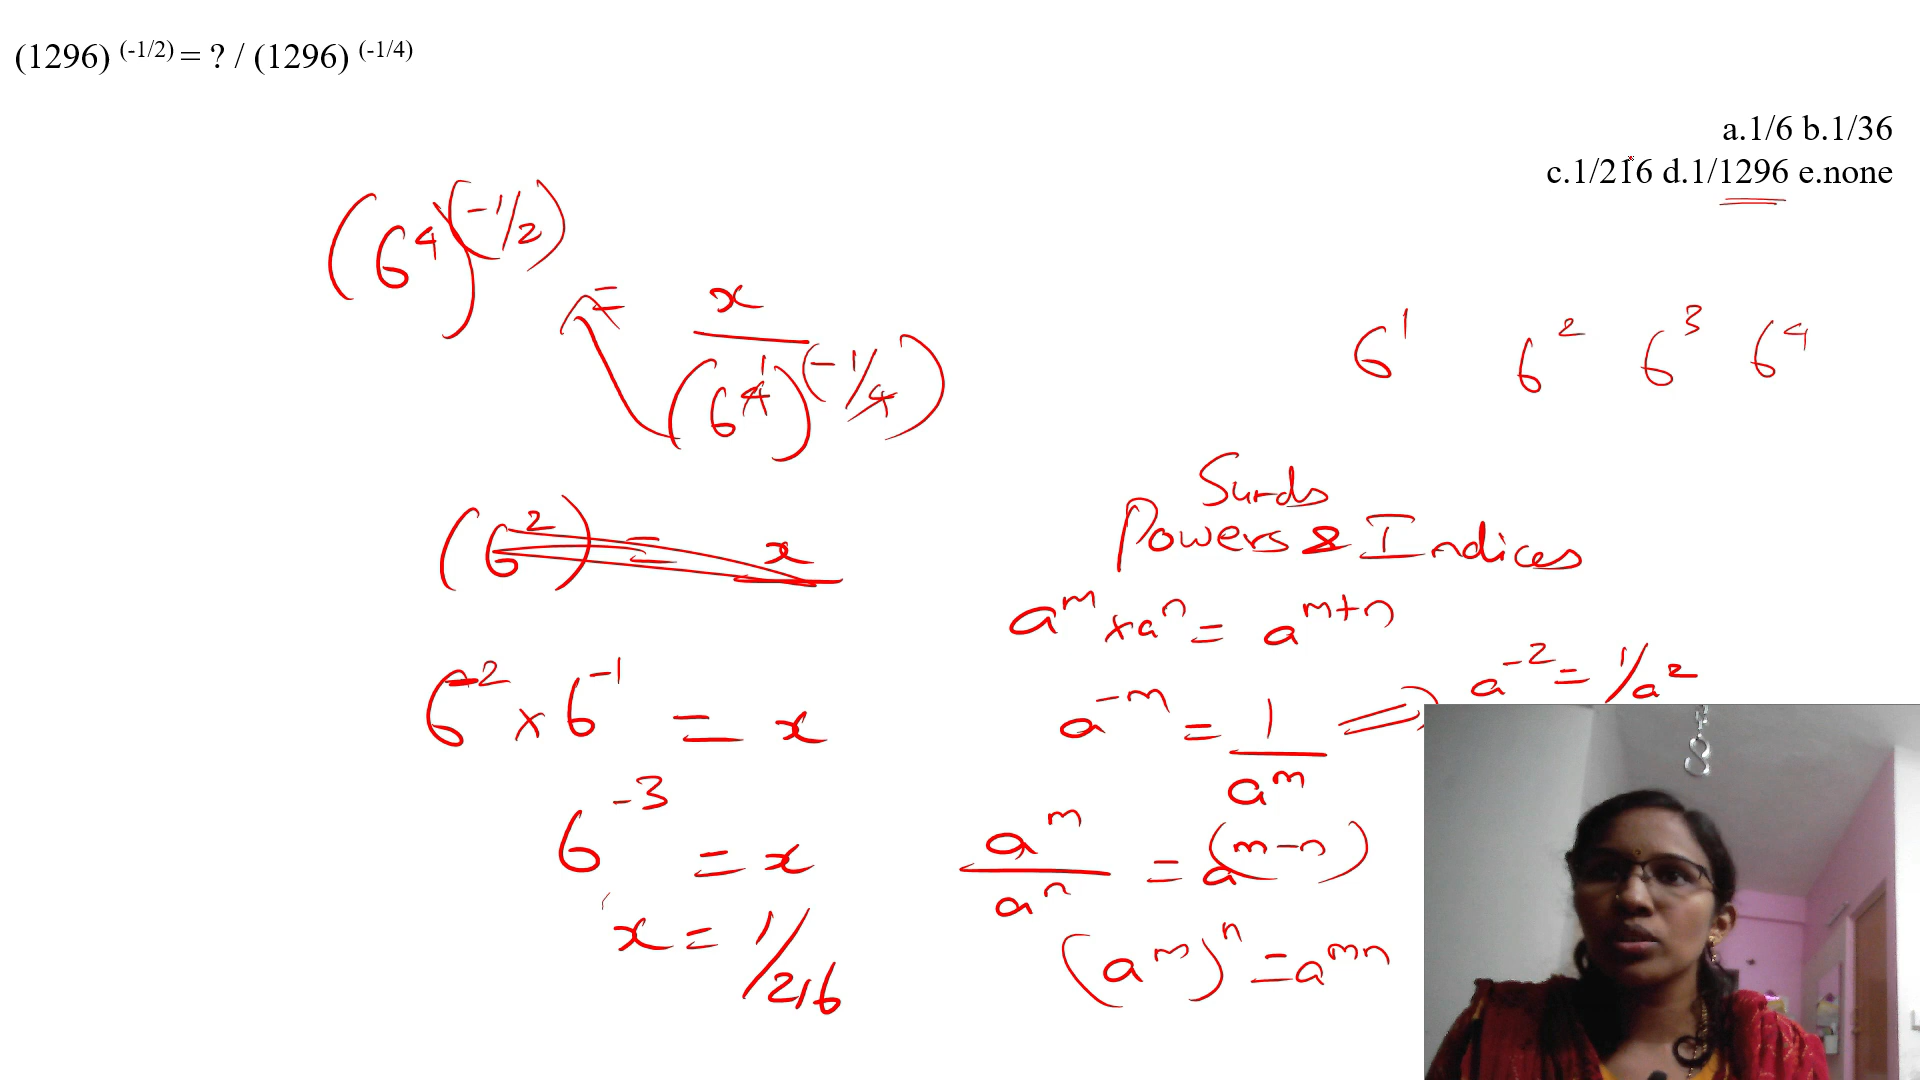 (1296) (-1/2) = ? / (1296) (-1/4)
a.1/6 b.1/36
c.1/216 d.1/1296 e.none
(6^4)^(-1/2)
= x / (6^4)^(-1/4)
1
6^1 6^2 6^3 6^4
Surds
Powers & Indices
(6^2) = x
a^m × a^n = a^(m+n)
6^-2 × 6^-1 = x
a^-m = 1/a^m ⇒ a^-2 = 1/a^2
6^-3 = x
a^m / a^n = a^(m-n)
x = 1/216
(a^m)^n = a^mn